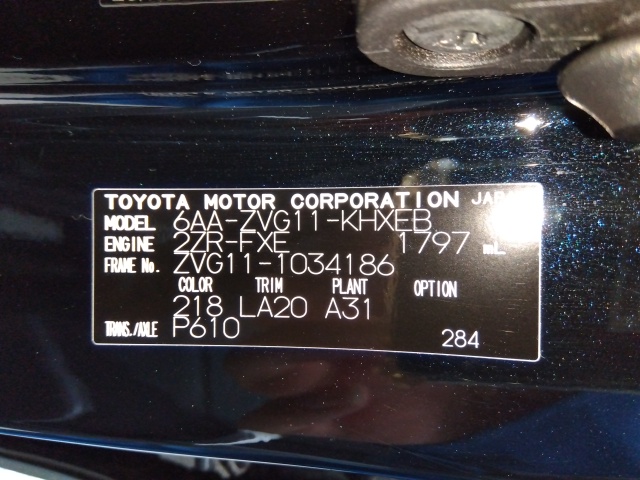 TOYOTA MOTOR CORPORATION JAPAN
MODEL 6AA-ZVG11-KHXEB
ENGINE 2ZR-FXE 1797 mL
FRAME No. ZVG11-1034186
COLOR TRIM PLANT OPTION
218 LA20 A31
TRANS./AXLE P610
284